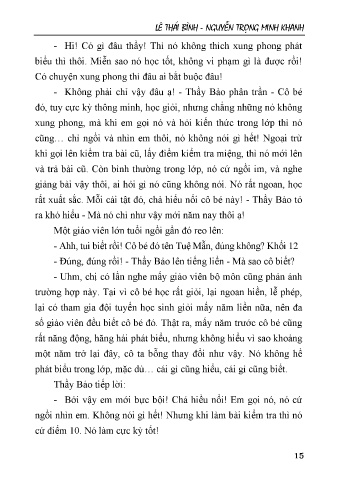 LÊ THÁI BÌNH - NGUYỄN TRỌNG MINH KHANH
- Hì! Có gì đâu thầy! Thì nó không thích xung phong phát
biểu thì thôi. Miễn sao nó học tốt, không vi phạm gì là được rồi!
Có chuyện xung phong thì đâu ai bắt buộc đâu!
- Không phải chỉ vậy đâu ạ! - Thầy Bảo phân trần - Cô bé
đó, tuy cực kỳ thông minh, học giỏi, nhưng chẳng những nó không
xung phong, mà khi em gọi nó và hỏi kiến thức trong lớp thì nó
cũng... chỉ ngồi và nhìn em thôi, nó không nói gì hết! Ngoại trừ
khi gọi lên kiểm tra bài cũ, lấy điểm kiểm tra miệng, thì nó mới lên
và trả bài cũ. Còn bình thường trong lớp, nó cứ ngồi im, và nghe
giảng bài vậy thôi, ai hỏi gì nó cũng không nói. Nó rất ngoan, học
rất xuất sắc. Mỗi cái tật đó, chả hiểu nổi cô bé này! - Thầy Bảo tỏ
ra khó hiểu - Mà nó chỉ như vậy mới năm nay thôi ạ!
Một giáo viên lớn tuổi ngồi gần đó reo lên:
- Ahh, tui biết rồi! Cô bé đó tên Tuệ Mẫn, đúng không? Khối 12
- Đúng, đúng rồi! - Thầy Bảo lên tiếng liền - Mà sao cô biết?
- Uhm, chị có lần nghe mấy giáo viên bộ môn cũng phản ánh
trường hợp này. Tại vì cô bé học rất giỏi, lại ngoan hiền, lễ phép,
lại có tham gia đội tuyển học sinh giỏi mấy năm liền nữa, nên đa
số giáo viên đều biết cô bé đó. Thật ra, mấy năm trước cô bé cũng
rất năng động, hăng hái phát biểu, nhưng không hiểu vì sao khoảng
một năm trở lại đây, cô ta bỗng thay đổi như vậy. Nó không hề
phát biểu trong lớp, mặc dù... cái gì cũng hiểu, cái gì cũng biết.
Thầy Bảo tiếp lời:
- Bởi vậy em mới bực bội! Chả hiểu nổi! Em gọi nó, nó cứ
ngồi nhìn em. Không nói gì hết! Nhưng khi làm bài kiểm tra thì nó
cứ điểm 10. Nó làm cực kỳ tốt!
15